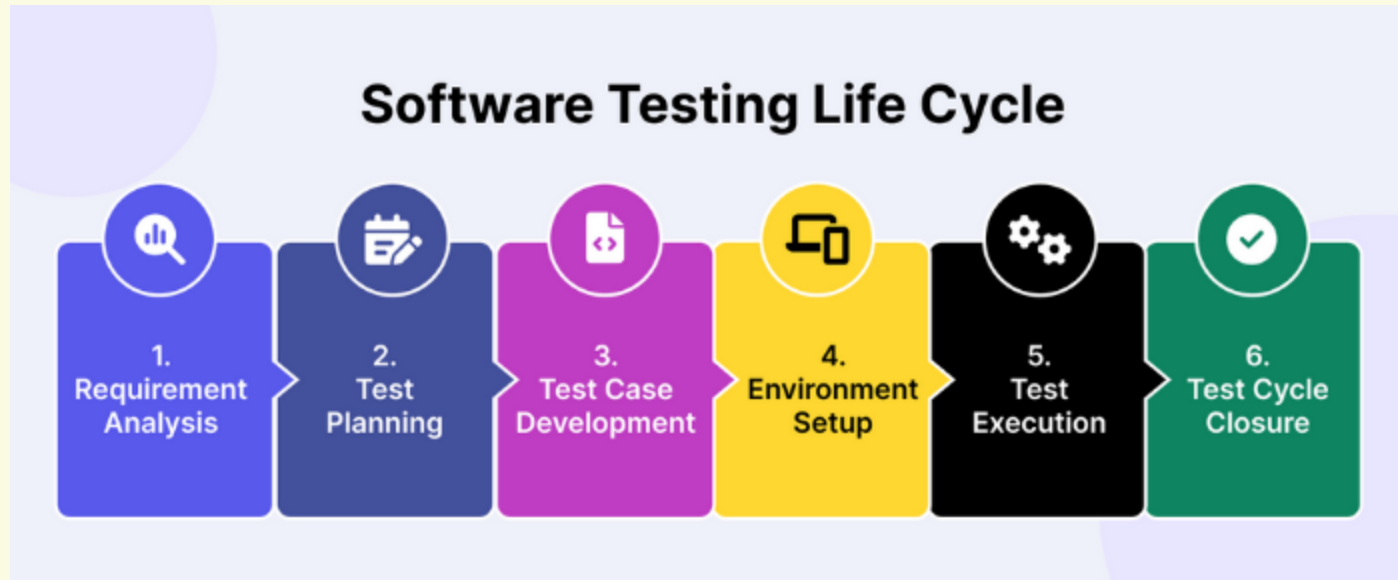 Software Testing Life Cycle
1.
Requirement
Analysis
2.
Test
Planning
3.
Test Case
Development
4.
Environment
Setup
5.
Test
Execution
6.
Test Cycle
Closure